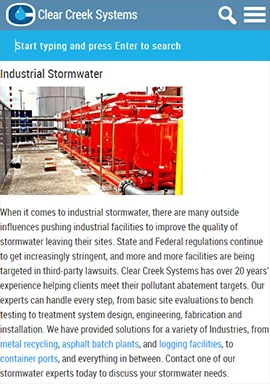 Clear Creek Systems
Start typing and press Enter to search
Industrial Stormwater
When it comes to industrial stormwater, there are many outside
influences pushing industrial facilities to improve the quality of
stormwater leaving their sites. State and Federal regulations continue
to get increasingly stringent, and more and more facilities are being
targeted in third-party lawsuits. Clear Creek Systems has over 20 years'
experience helping clients meet their pollutant abatement targets. Our
experts can handle every step, from basic site evaluations to bench
testing to treatment system design, engineering, fabrication and
installation. We have provided solutions for a variety of Industries, from
metal recycling, asphalt batch plants, and logging facilities, to
container ports, and everything in between. Contact one of our
stormwater experts today to discuss your stormwater needs.